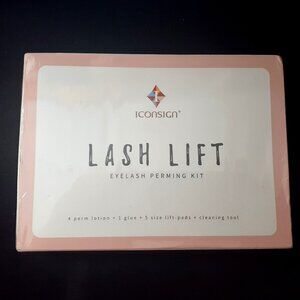 ICONSIGN®
LASH LIFT
EYELASH PERMING KIT
4 perm lotion • 1 glue • 5 size lift pads • cleaning tool